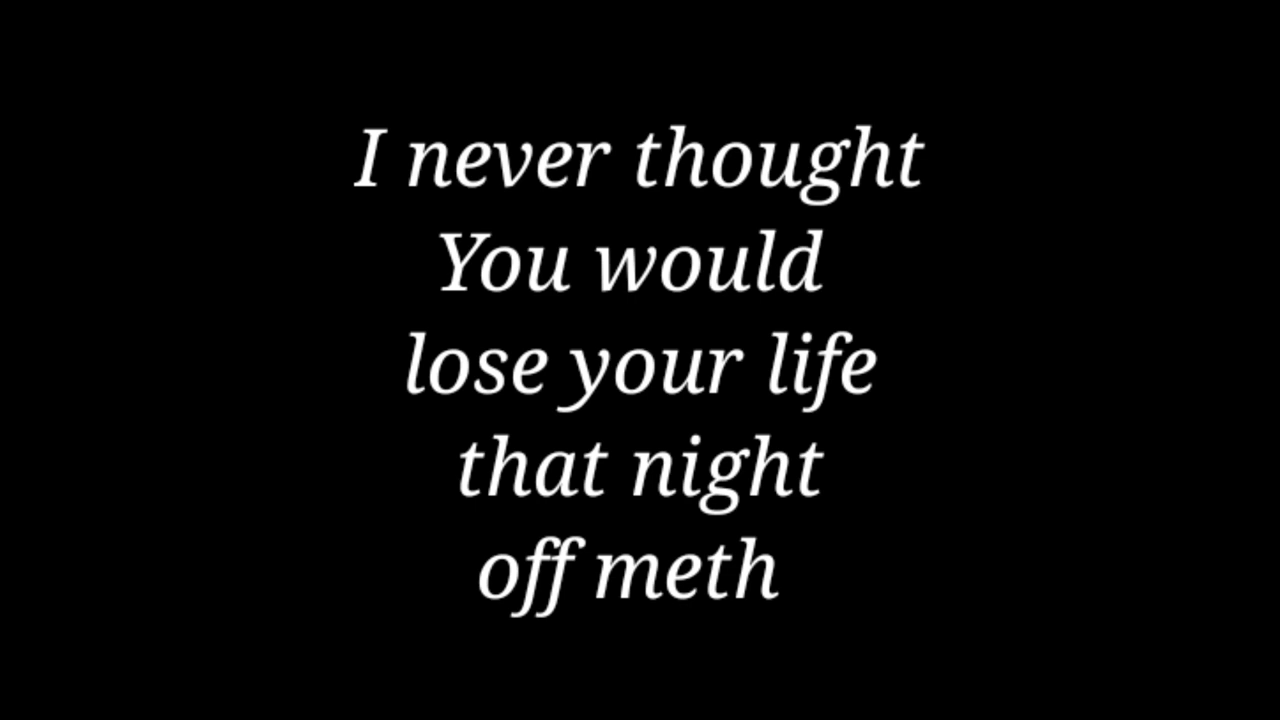 I never thought
You would
lose your life
that night
off meth